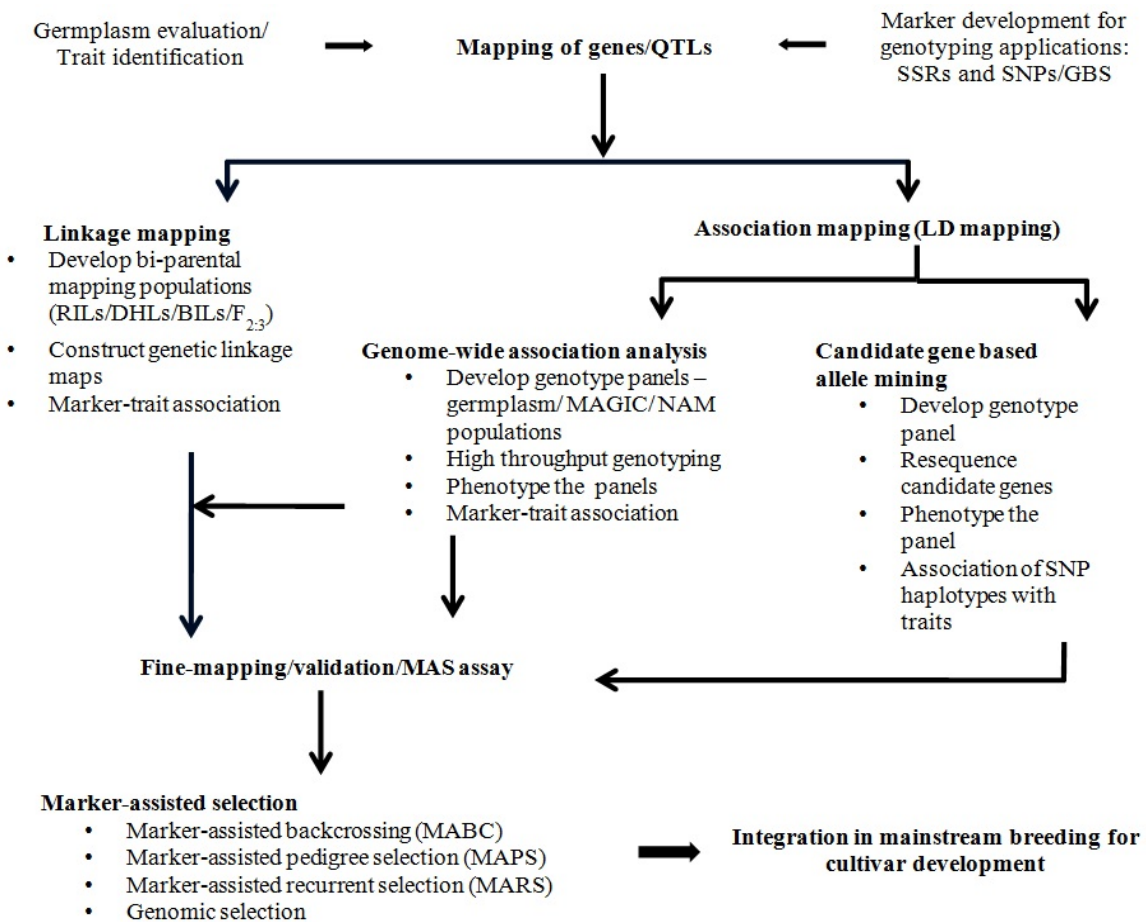 Germplasm evaluation/
Trait identification
Mapping of genes/QTLs
Marker development for
genotyping applications:
SSRs and SNPs/GBS
Linkage mapping
• Develop bi-parental
mapping populations
(RILs/DHLs/BILs/F2:3)
• Construct genetic linkage
maps
• Marker-trait association
Association mapping (LD mapping)
Genome-wide association analysis
• Develop genotype panels –
germplasm/ MAGIC/ NAM
populations
• High throughput genotyping
• Phenotype the panels
• Marker-trait association
Candidate gene based
allele mining
• Develop genotype
panel
• Resequence
candidate genes
• Phenotype the
panel
• Association of SNP
haplotypes with
traits
Fine-mapping/validation/MAS assay
Marker-assisted selection
• Marker-assisted backcrossing (MABC)
• Marker-assisted pedigree selection (MAPS)
• Marker-assisted recurrent selection (MARS)
• Genomic selection
Integration in mainstream breeding for
cultivar development